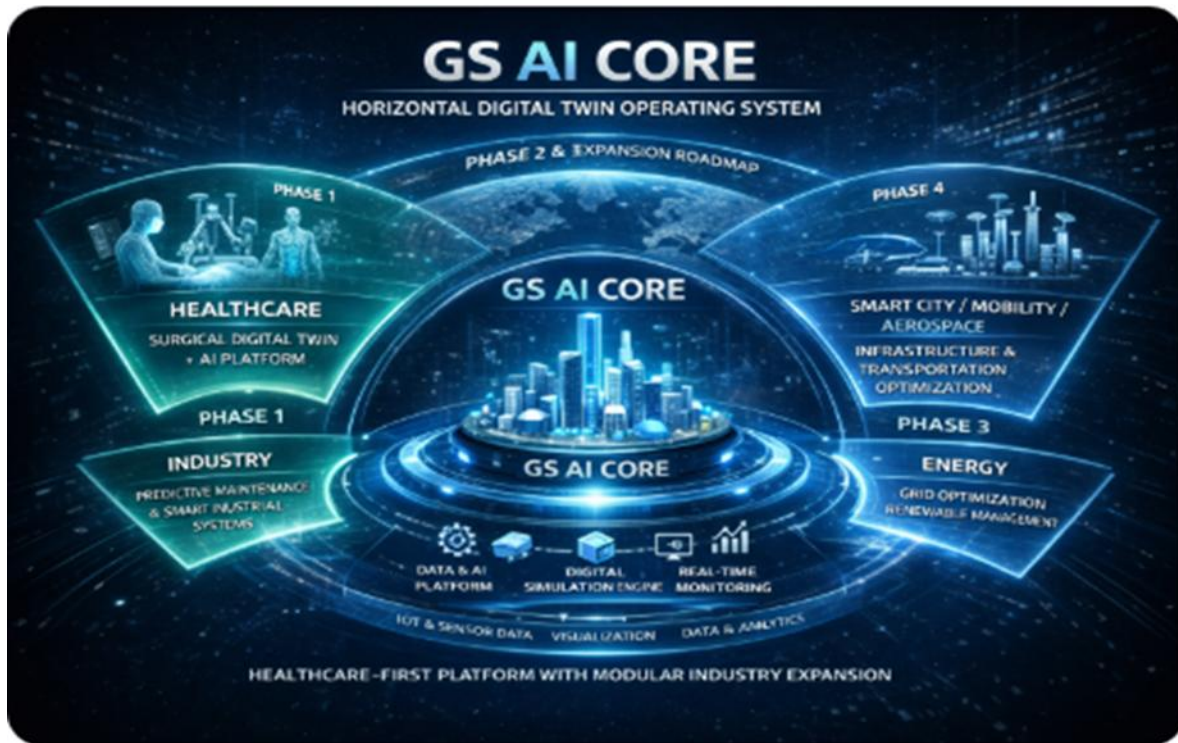 GS AI CORE
HORIZONTAL DIGITAL TWIN OPERATING SYSTEM
PHASE 2 & EXPANSION ROADMAP
PHASE 1
HEALTHCARE
SURGICAL DIGITAL TWIN
+ AI PLATFORM
PHASE 4
SMART CITY / MOBILITY /
AEROSPACE
INFRASTRUCTURE &
TRANSPORTATION
OPTIMIZATION
GS AI CORE
PHASE 1
INDUSTRY
PREDICTIVE MAINTENANCE
& SMART INUSTRIAL
SYSTEMS
PHASE 3
ENERGY
GRID OPTIMIZATION
RENEWABLE MANAGEMENT
GS AI CORE
DATA & AI
PLATFORM
DIGITAL
SIMULATION ENGINE
REAL-TIME
MONITORING
IOT & SENSOR DATA
VISUALIZATION
DATA & ANALYTICS
HEALTHCARE-FIRST PLATFORM WITH MODULAR INDUSTRY EXPANSION